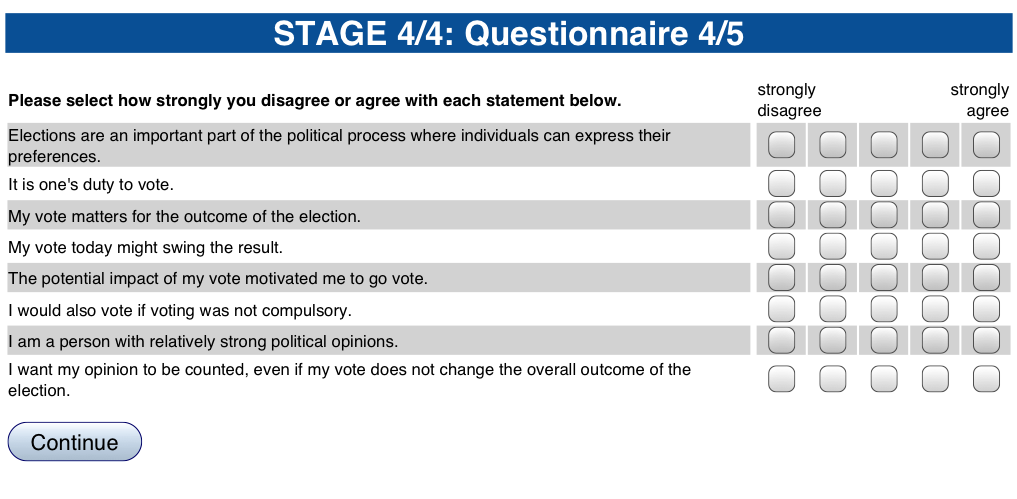 STAGE 4/4: Questionnaire 4/5
Please select how strongly you disagree or agree with each statement below.
strongly
disagree
strongly
agree
Elections are an important part of the political process where individuals can express their
preferences.
It is one's duty to vote.
My vote matters for the outcome of the election.
My vote today might swing the result.
The potential impact of my vote motivated me to go vote.
I would also vote if voting was not compulsory.
I am a person with relatively strong political opinions.
I want my opinion to be counted, even if my vote does not change the overall outcome of the
election.
Continue